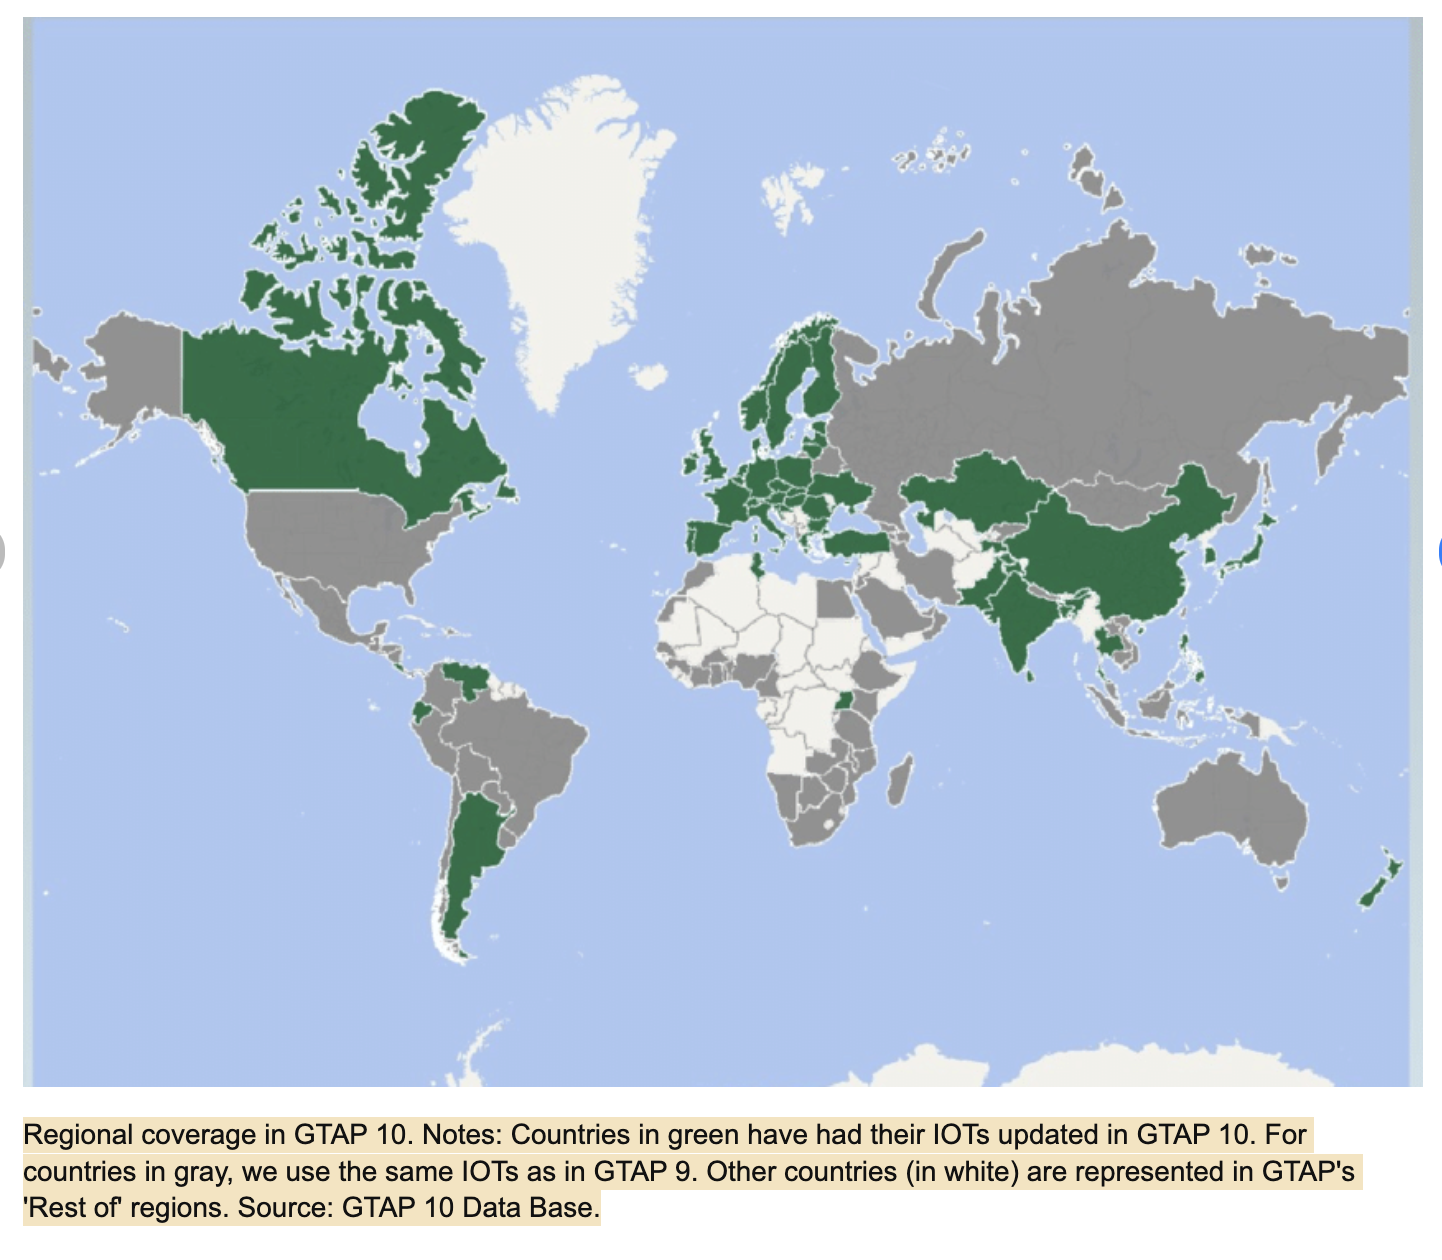 Regional coverage in GTAP 10. Notes: Countries in green have had their IOTs updated in GTAP 10. For
countries in gray, we use the same IOTs as in GTAP 9. Other countries (in white) are represented in GTAP's
'Rest of' regions. Source: GTAP 10 Data Base.